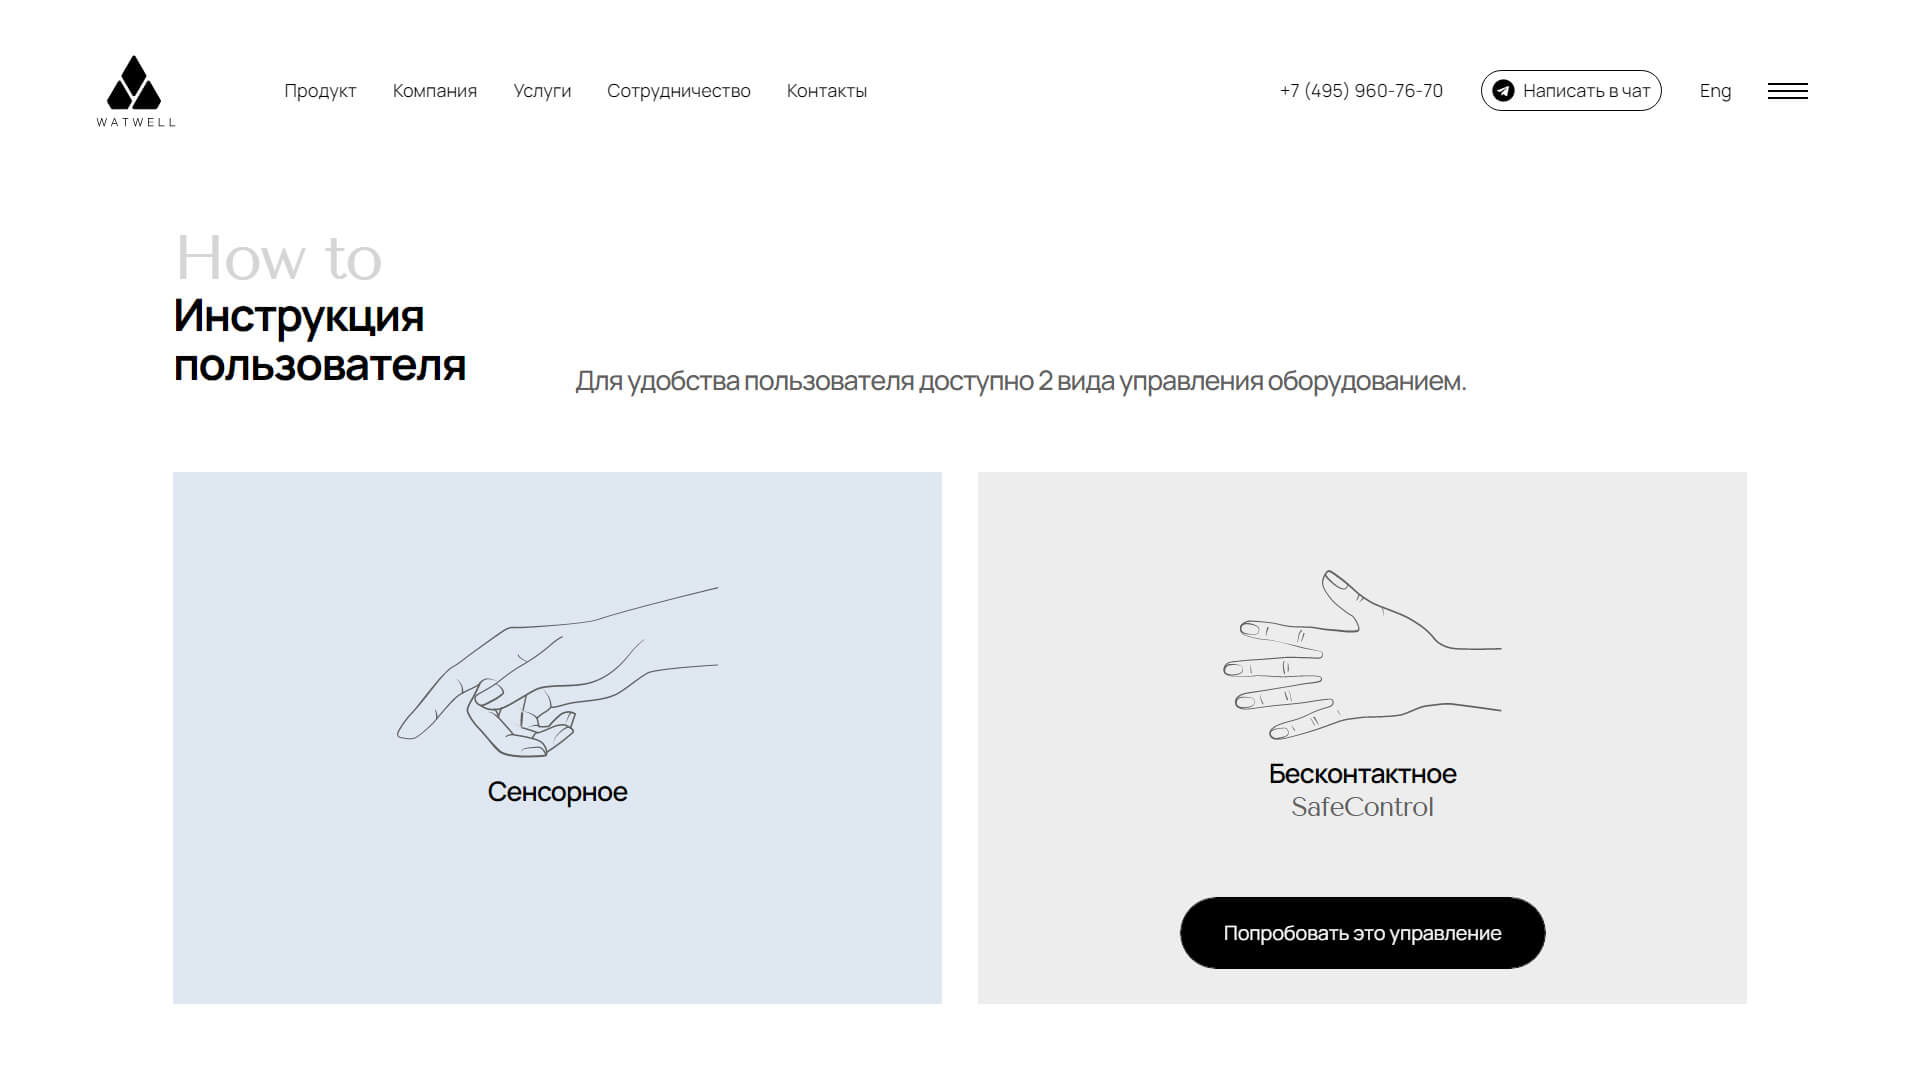 WATWELL
Продукт
Компания
Услуги
Сотрудничество
Контакты
+7 (495) 960-76-70
Написать в чат
Eng
How to
Инструкция
пользователя
Для удобства пользователя доступно 2 вида управления оборудованием.
Сенсорное
Бесконтактное
SafeControl
Попробовать это управление